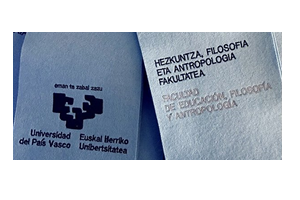 eman ta zabal zazu
Universidad Euskal Herriko
del País Vasco Unibertsitatea
HEZKUNTZA, FILOSOFIA
ETA ANTROPOLOGIA
FAKULTATEA
FACULTAD
DE EDUCACIÓN, FILOSOFÍA
Y ANTROPOLOGÍA